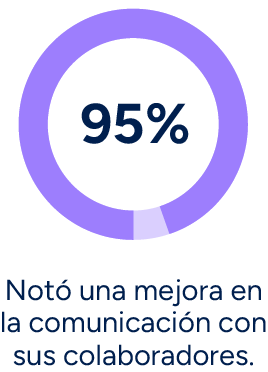 95%
Notó una mejora en
la comunicación con
sus colaboradores.